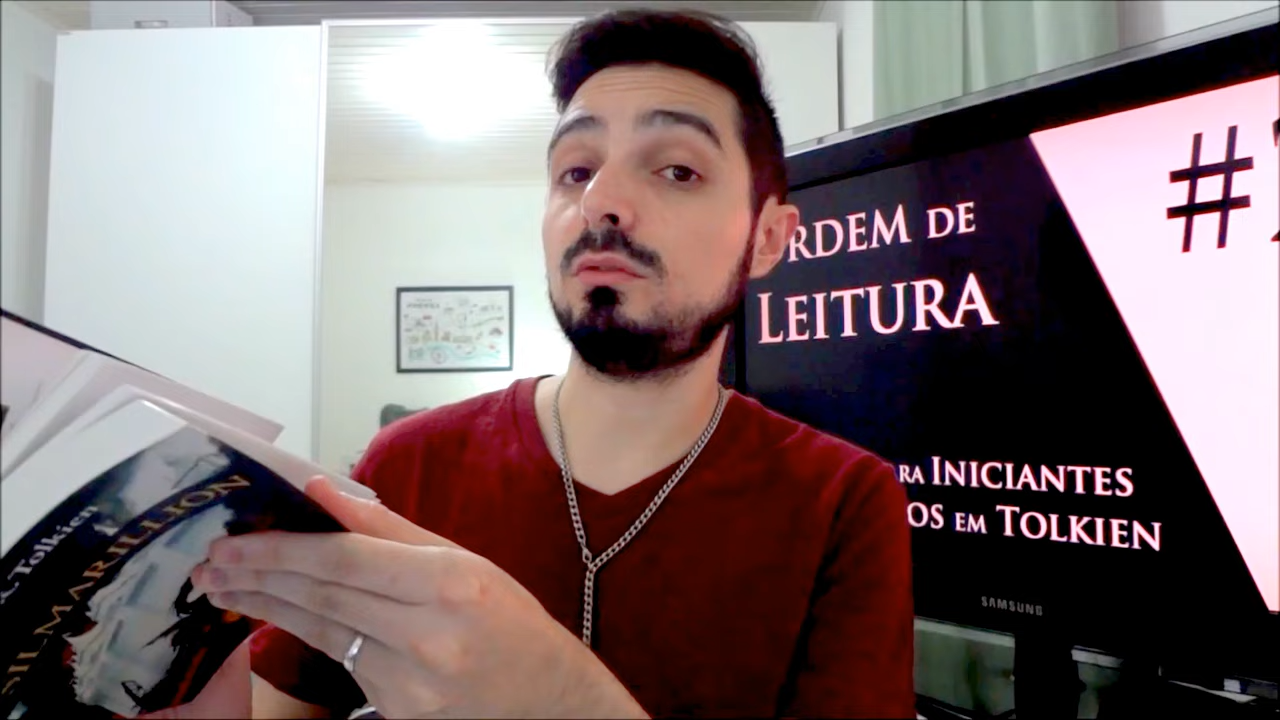 RDEM DE
LEITURA
#
RA INICIANTES
OS EM TOLKIEN
SAMSUNG
Tolkien
SILMARILLION